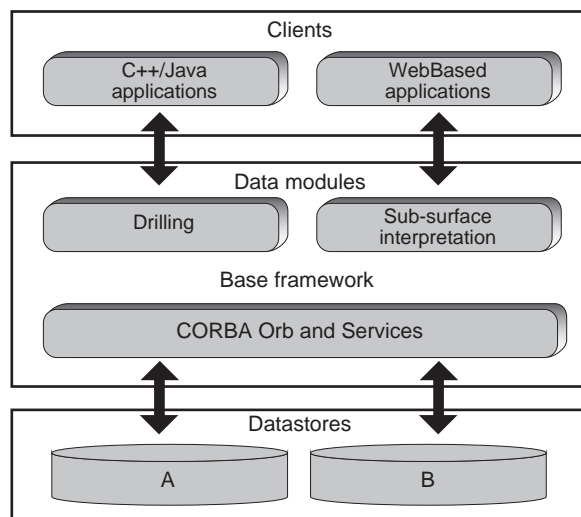 Clients
C++/Java
applications
WebBased
applications
Data modules
Drilling
Sub-surface
interpretation
Base framework
CORBA Orb and Services
Datastores
A
B